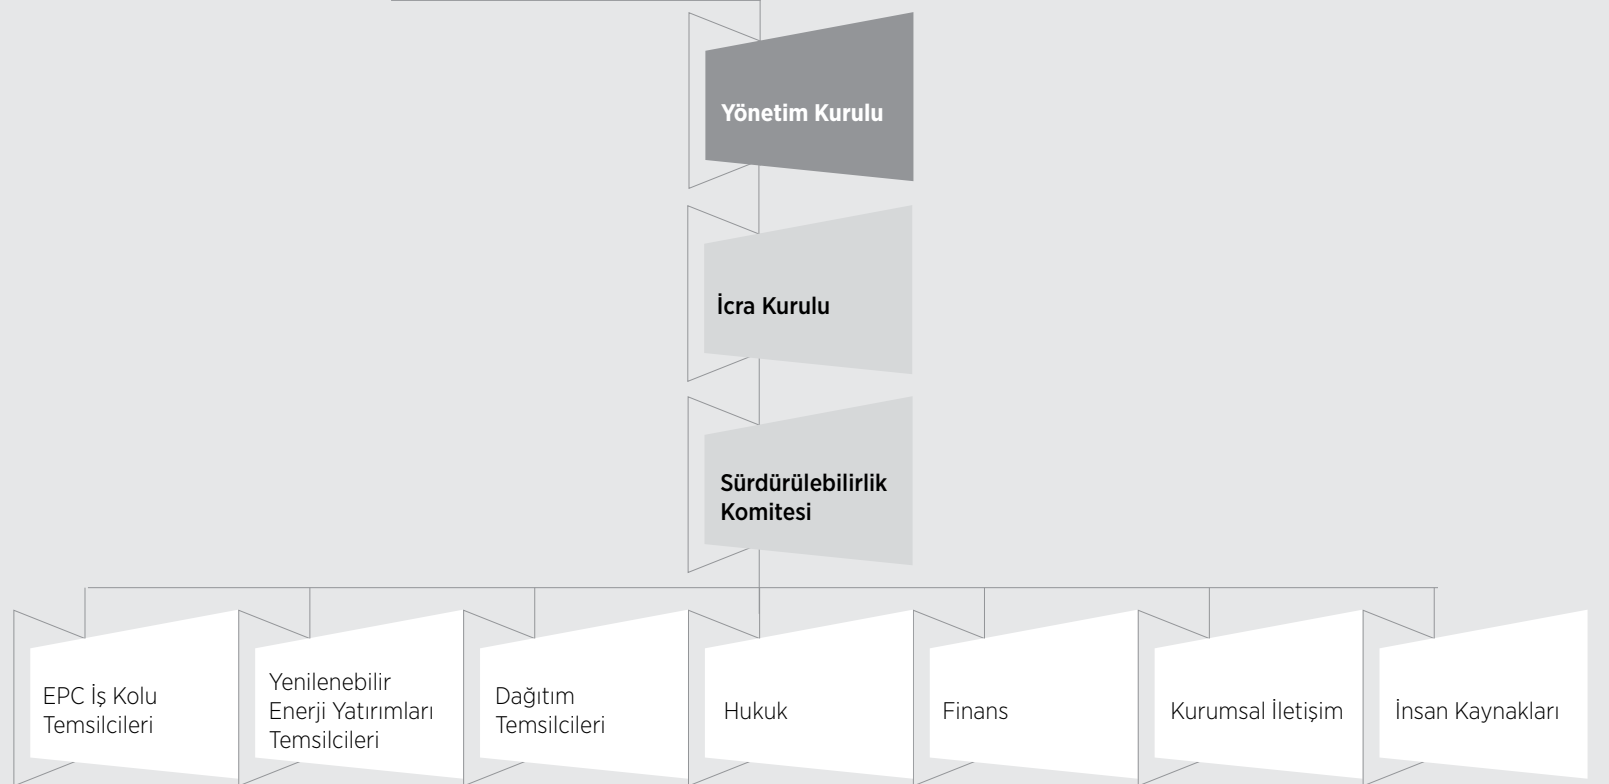 Yönetim Kurulu
İcra Kurulu
Sürdürülebilirlik
Komitesi
EPC İş Kolu
Temsilcileri
Yenilenebilir
Enerji Yatırımları
Temsilcileri
Dağıtım
Temsilcileri
Hukuk
Finans
Kurumsal İletişim
İnsan Kaynakları